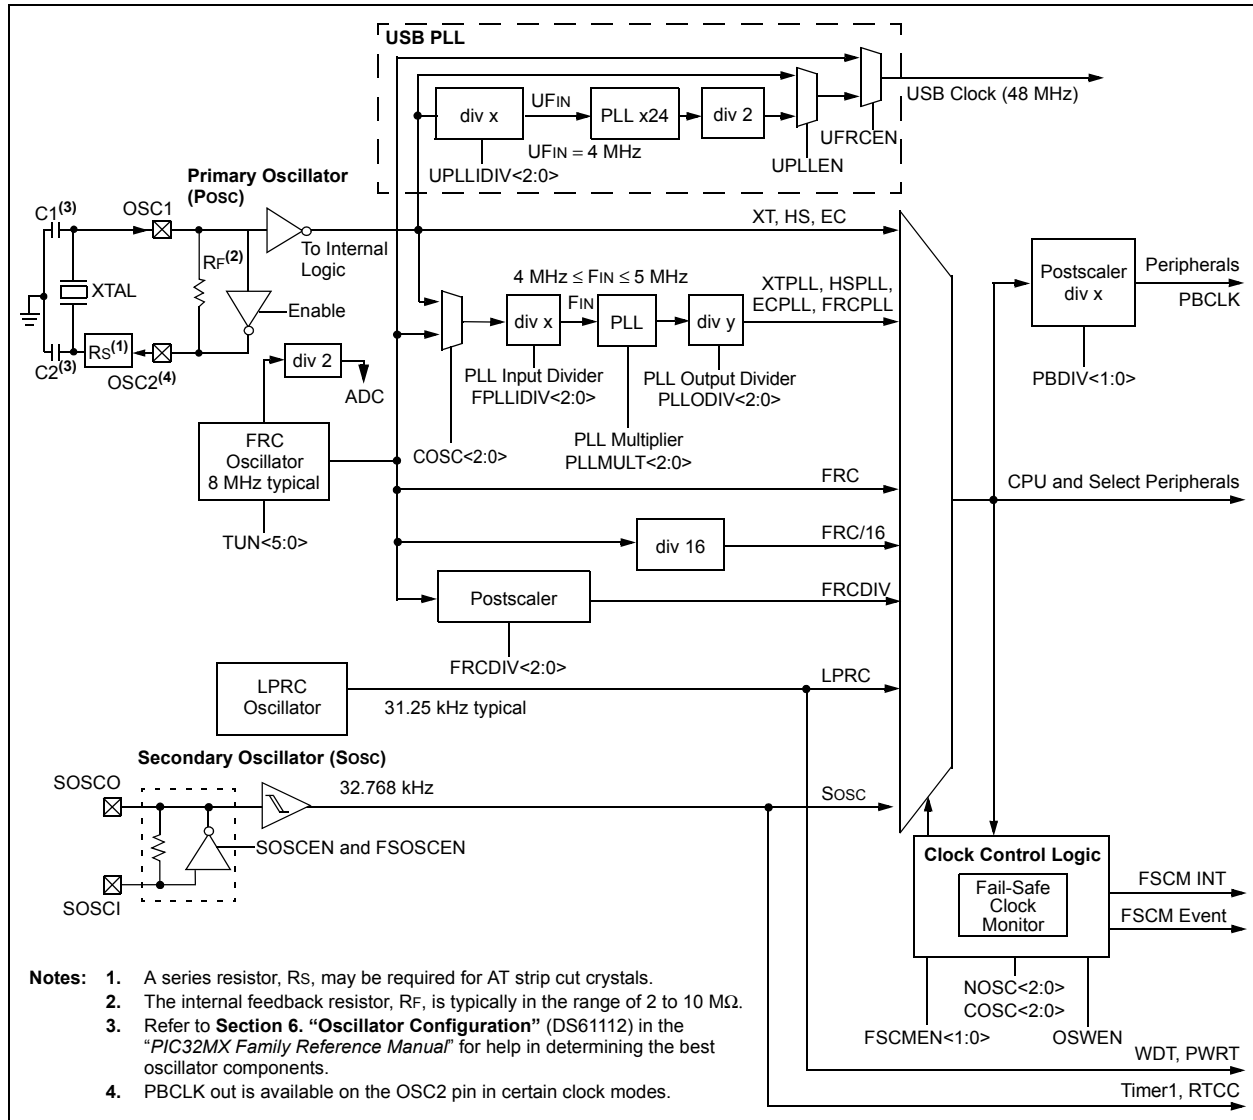 USB PLL
div x
UFIN
PLL x24
div 2
UFIN = 4 MHz
UPLLIDIV<2:0>
UPLLEN
UFRCEN
USB Clock (48 MHz)
Primary Oscillator
(POSC)
C1(3)
OSC1
RF(2)
To Internal
Logic
XTAL
Enable
C2(3)
RS(1)
OSC2(4)
div 2
ADC
XT, HS, EC
4 MHz ≤ FIN ≤ 5 MHz
FIN
div x
PLL
div y
XTPLL, HSPLL,
ECPLL, FRCPLL
PLL Input Divider
FPLLIDIV<2:0>
PLL Output Divider
PLLODIV<2:0>
COSC<2:0>
PLL Multiplier
PLLMULT<2:0>
Postscaler
div x
Peripherals
PBCLK
PBDIV<1:0>
FRC
Oscillator
8 MHz typical
TUN<5:0>
FRC
CPU and Select Peripherals
div 16
FRC/16
Postscaler
FRCDIV
FRCDIV<2:0>
LPRC
Oscillator
31.25 kHz typical
LPRC
Secondary Oscillator (SOSC)
SOSCO
32.768 kHz
SOSC
SOSCEN and FSOSCEN
SOSCI
Clock Control Logic
Fail-Safe
Clock
Monitor
FSCM INT
FSCM Event
NOSC<2:0>
COSC<2:0>
FSCMEN<1:0>
OSWEN
WDT, PWRT
Timer1, RTCC
Notes: 1. A series resistor, RS, may be required for AT strip cut crystals.
2. The internal feedback resistor, RF, is typically in the range of 2 to 10 MΩ.
3. Refer to Section 6. “Oscillator Configuration” (DS61112) in the
“PIC32MX Family Reference Manual” for help in determining the best
oscillator components.
4. PBCLK out is available on the OSC2 pin in certain clock modes.